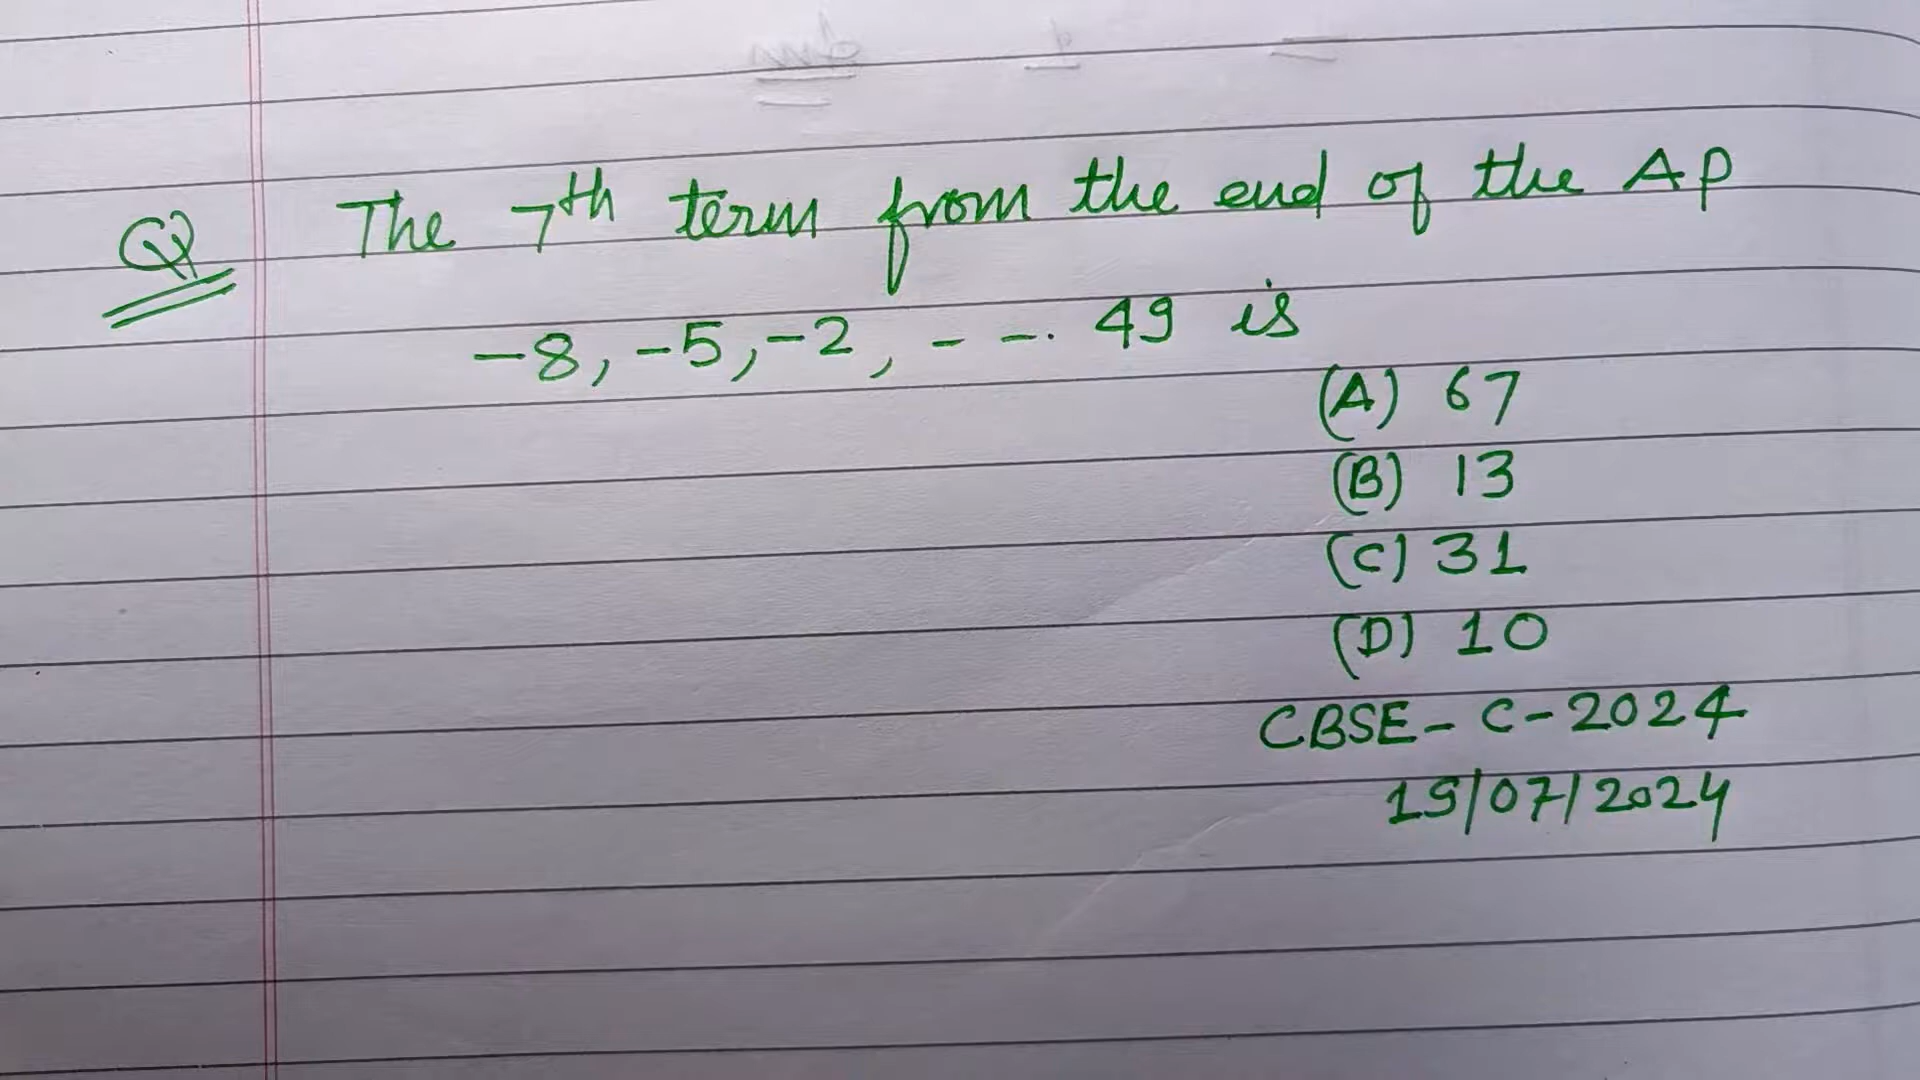 Q The 7th term from the end of the AP
-8, -5, -2, - -. 49 is
(A) 67
(B) 13
(C) 31
(D) 10
CBSE - C - 2024
19/07/2024